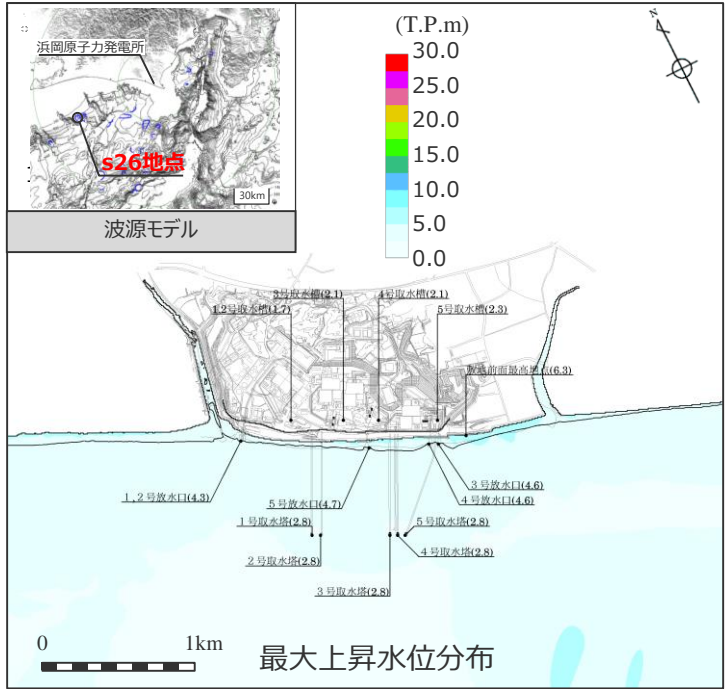 浜岡原子力発電所
s26地点
30km
波源モデル
(T.P.m)
30.0
25.0
20.0
15.0
10.0
5.0
0.0
N
3号取水槽(2.1)
4号取水槽(2.1)
1,2号取水槽(1.7)
5号取水槽(2.3)
敷地前面最高地点(6.3)
1,2号放水口(4.3)
5号放水口(4.7)
3号放水口(4.6)
4号放水口(4.6)
1号取水塔(2.8)
2号取水塔(2.8)
3号取水塔(2.8)
4号取水塔(2.8)
5号取水塔(2.8)
0 1km
最大上昇水位分布